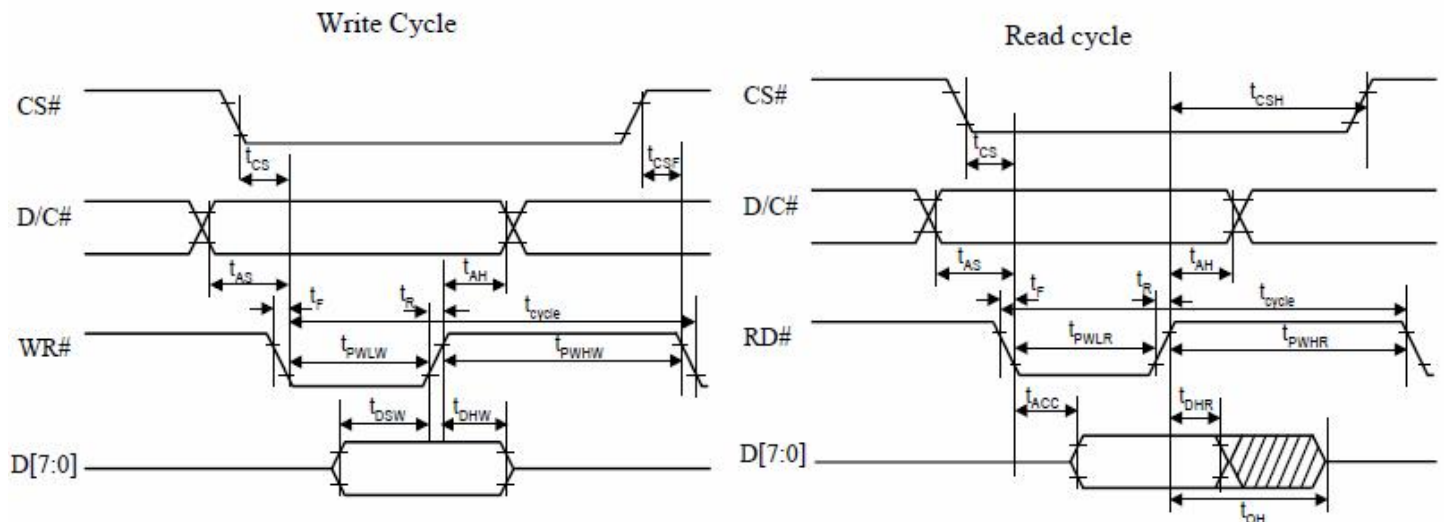 Write Cycle
CS#
tCS
tCSF
D/C#
tAS
tAH
tF
tR
tcycle
WR#
tPWLW
tPWHW
tDSW
tDHW
D[7:0]
Read cycle
CS#
tCSH
tCS
D/C#
tAS
tAH
tF
tR
tcycle
RD#
tPWLR
tPWHR
tACC
tDHR
D[7:0]
tOH